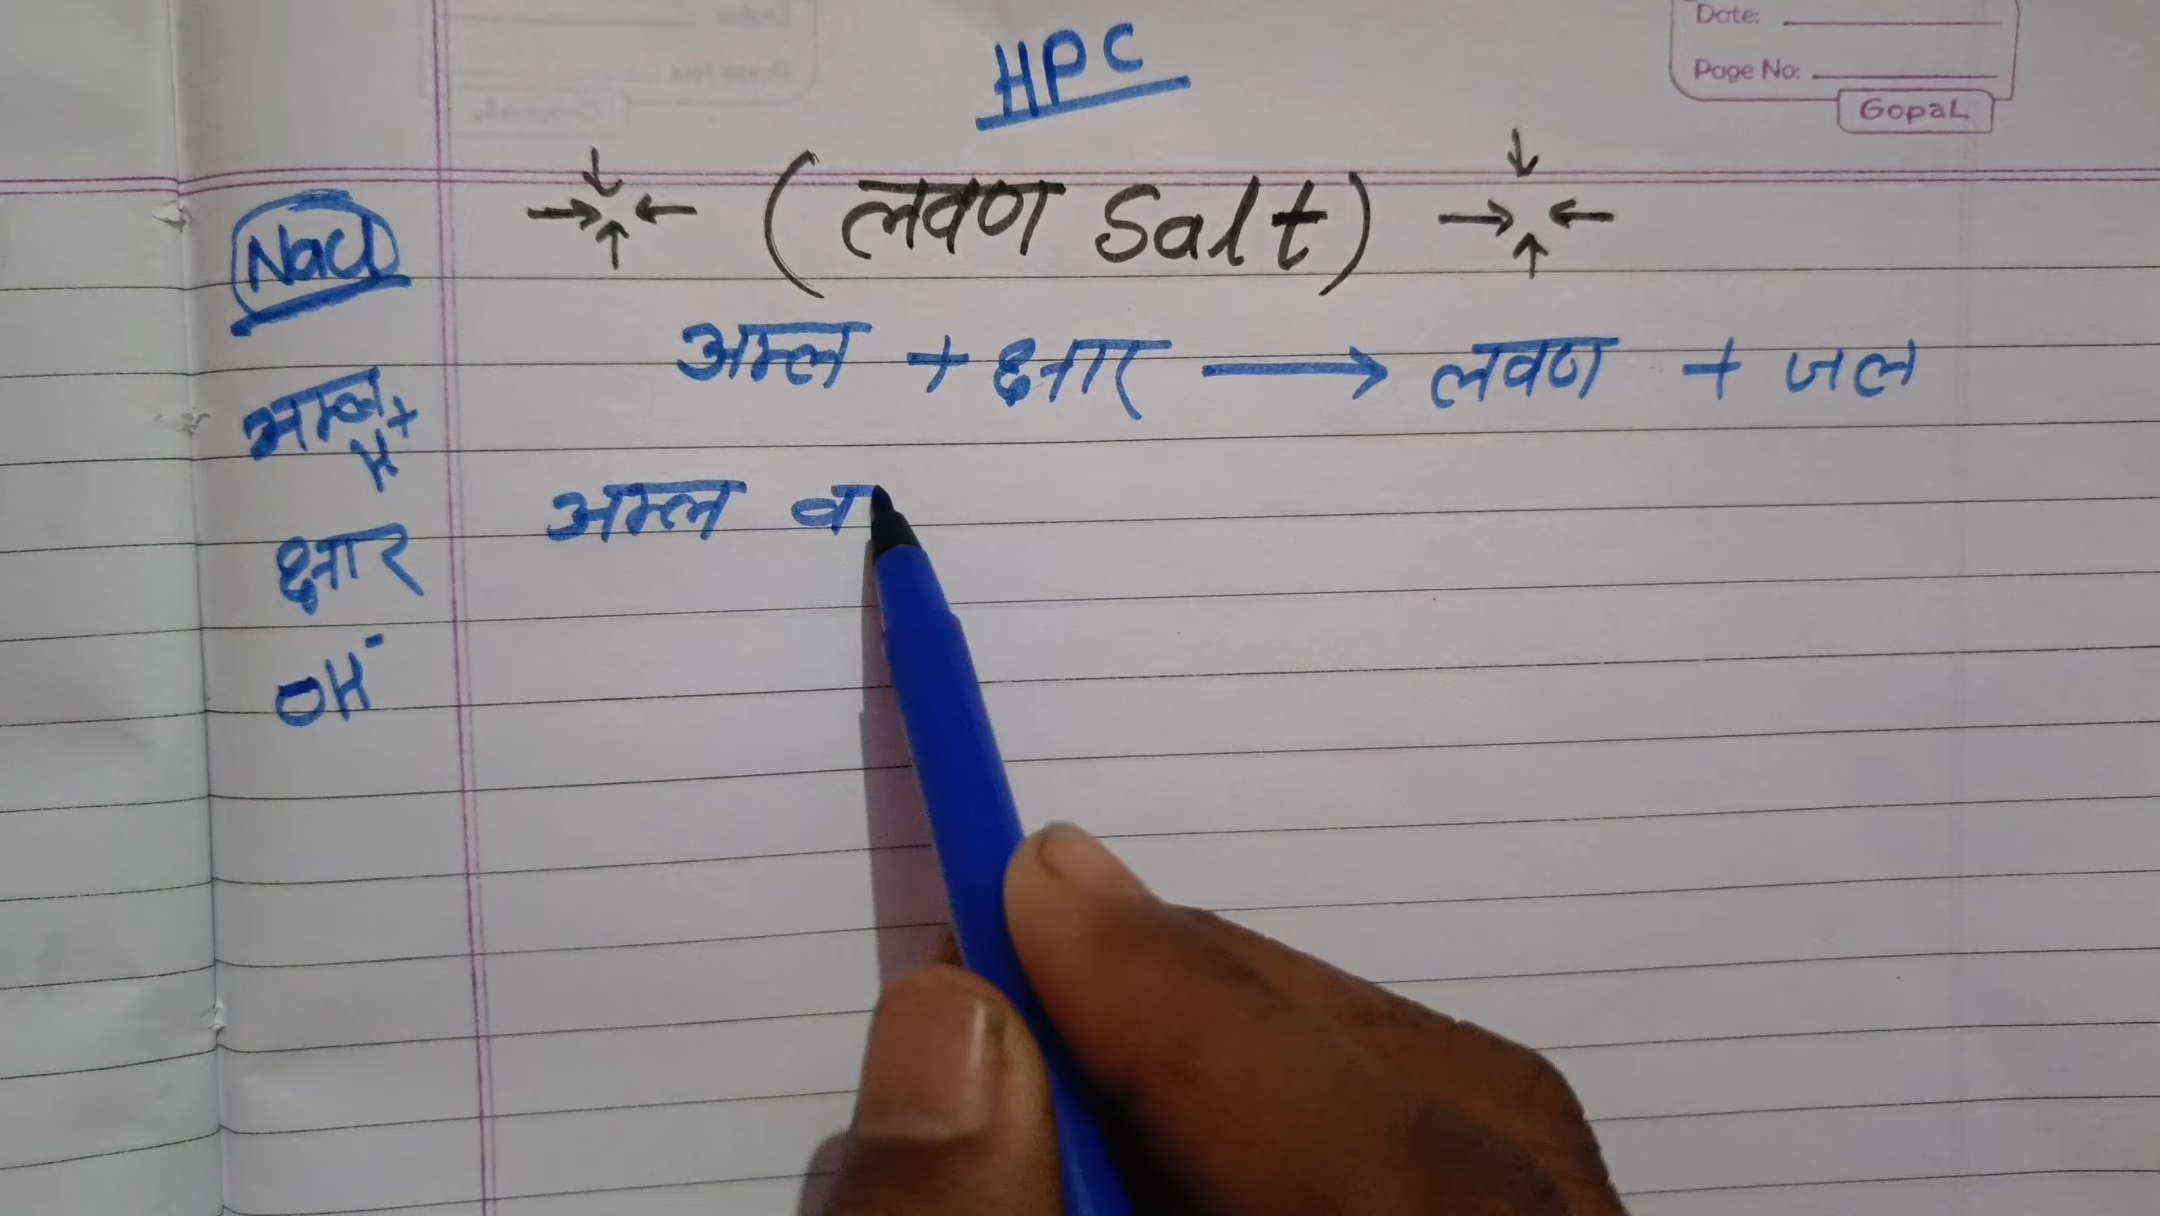 Date:
Page No:
GopaL
HPC
(लवण Salt)
NaCl
अम्ल + क्षार → लवण + जल
अम्ल
H+
अम्ल व
क्षार
OH-